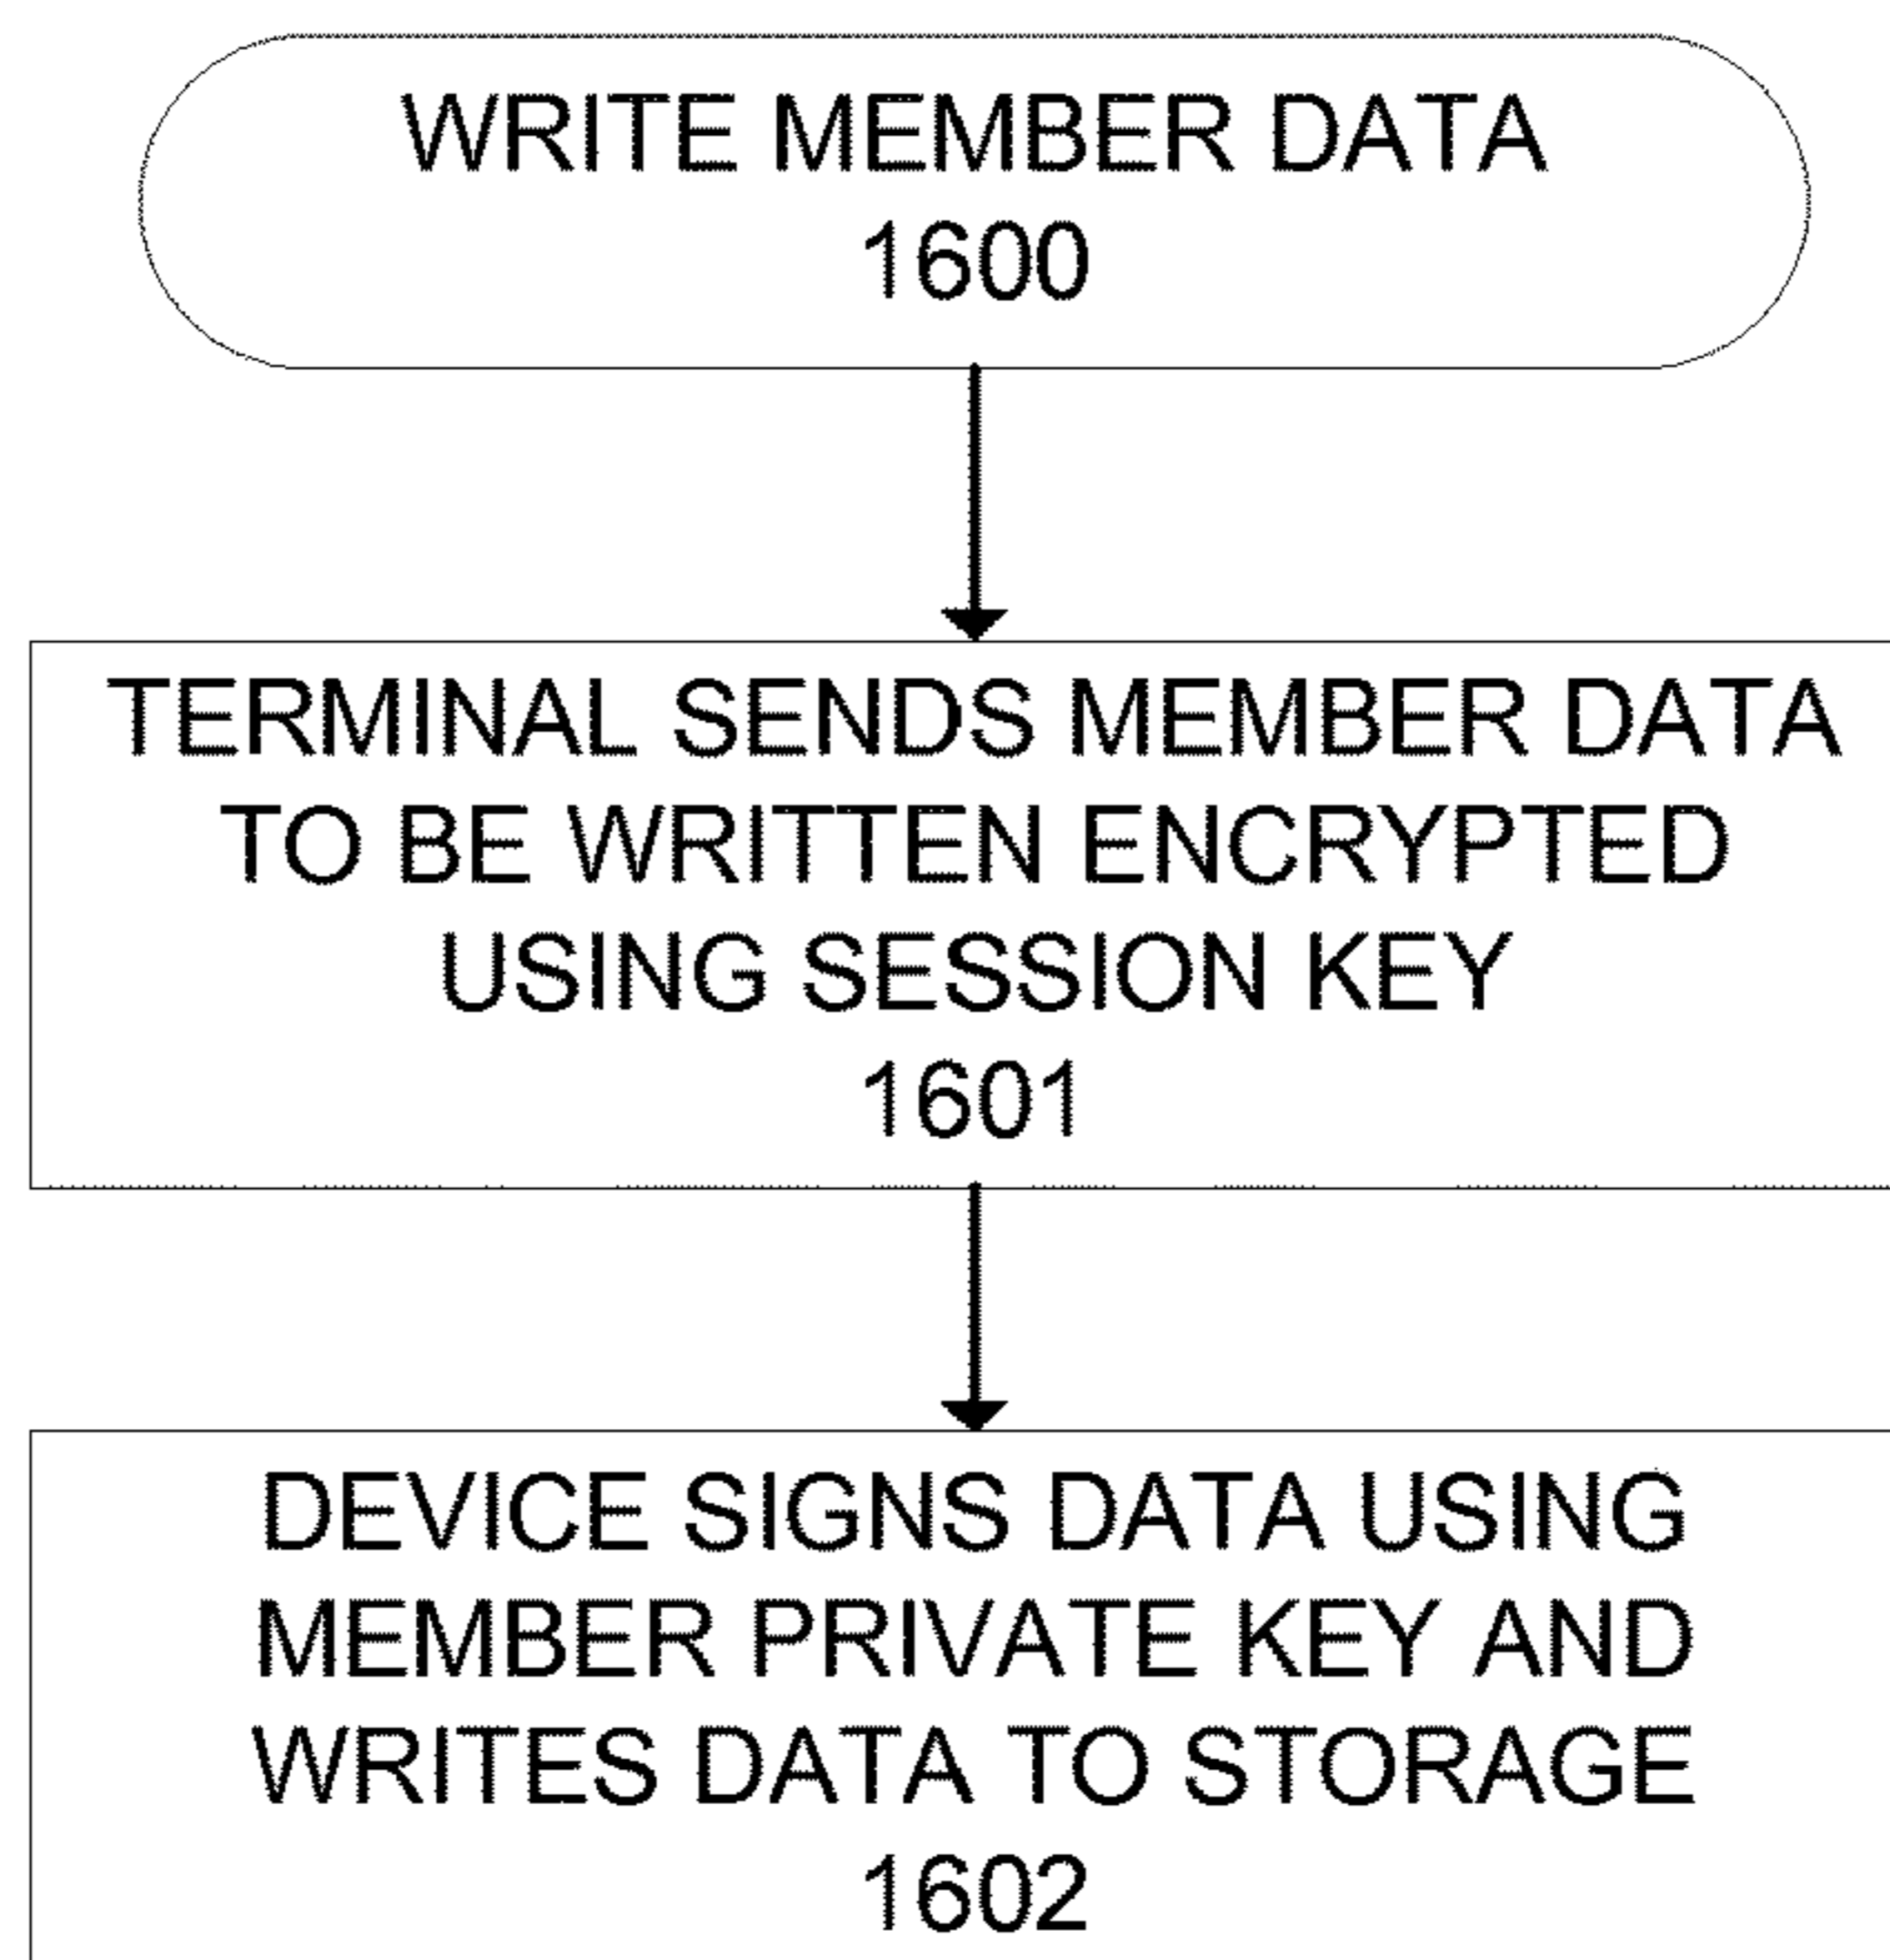 WRITE MEMBER DATA
1600
TERMINAL SENDS MEMBER DATA
TO BE WRITTEN ENCRYPTED
USING SESSION KEY
1601
DEVICE SIGNS DATA USING
MEMBER PRIVATE KEY AND
WRITES DATA TO STORAGE
1602